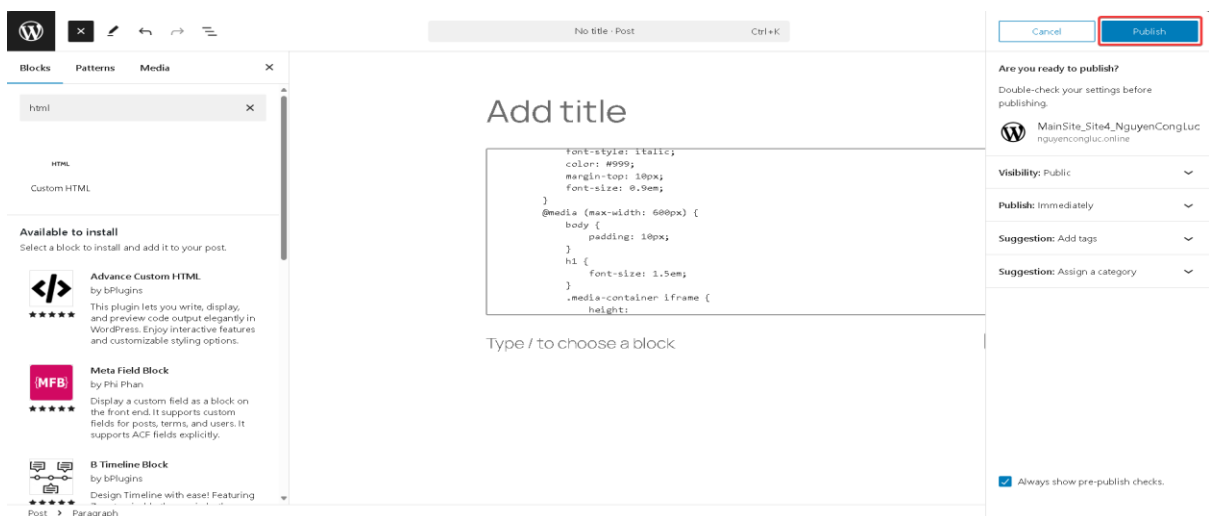 No title · Post
Ctrl+K
Cancel
Publish
Blocks
Patterns
Media
html
HTML
Custom HTML
Available to install
Select a block to install and add it to your post.
Advance Custom HTML
by bPlugins
This plugin lets you write, display,
and preview code output elegantly in
WordPress. Enjoy interactive features
and customizable styling options.
{MFB}
Meta Field Block
by Phi Phan
Display a custom field as a block on
the front end. It supports custom
fields for posts, terms, and users. It
supports ACF fields explicitly.
B Timeline Block
by bPlugins
Design Timeline with ease! Featuring
Post > Paragraph
Add title
font-style: italic;
color: #999;
margin-top: 10px;
font-size: 0.9em;
}
@media (max-width: 600px) {
body {
padding: 10px;
}
h1 {
font-size: 1.5em;
}
.media-container iframe {
height:
Type / to choose a block
Are you ready to publish?
Double-check your settings before
publishing.
MainSite_Site4_NguyenCongLuc
nguyencongluc.online
Visibility: Public
Publish: Immediately
Suggestion: Add tags
Suggestion: Assign a category
Always show pre-publish checks.